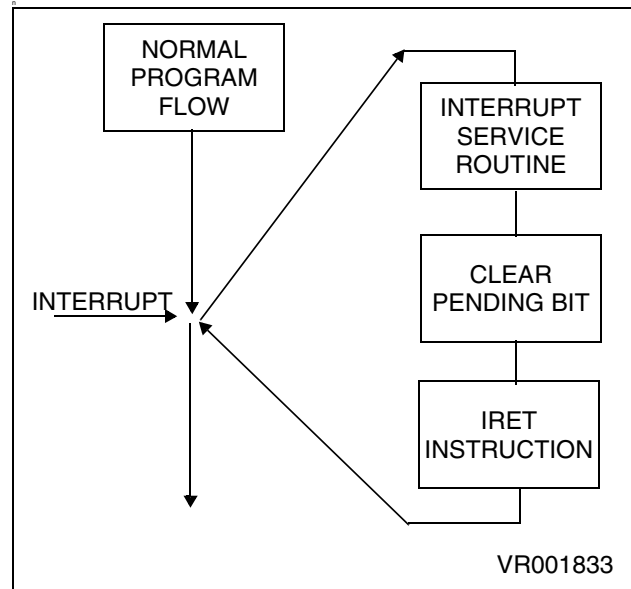 n
NORMAL
PROGRAM
FLOW
INTERRUPT
SERVICE
ROUTINE
INTERRUPT
CLEAR
PENDING BIT
IRET
INSTRUCTION
VR001833